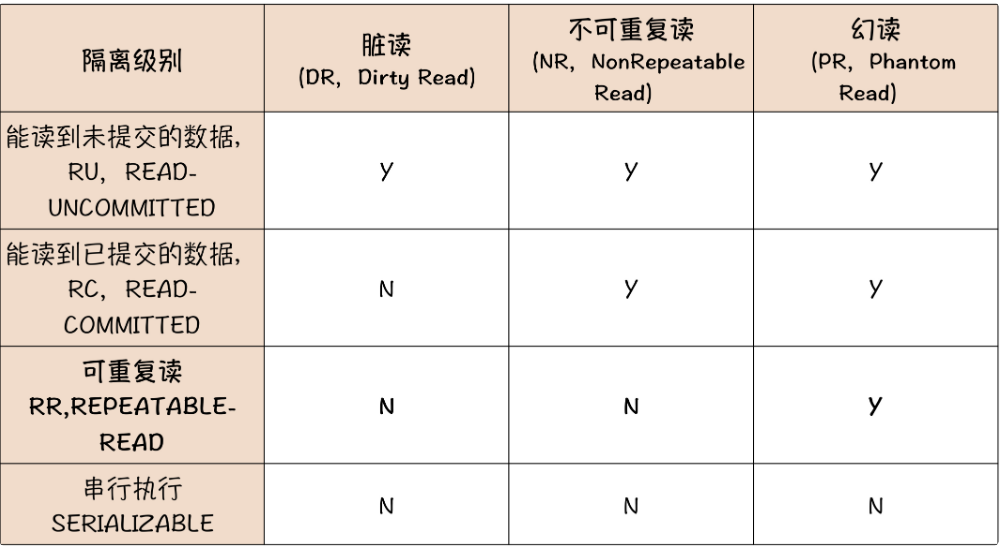 隔离级别
脏读
(DR，Dirty Read)
不可重复读
(NR，NonRepeatable
Read)
幻读
(PR，Phantom
Read)
能读到未提交的数据，
RU，READ-
UNCOMMITTED
Y
Y
Y
能读到已提交的数据，
RC，READ-
COMMITTED
N
Y
Y
可重复读
RR,REPEATABLE-
READ
N
N
Y
串行执行
SERIALIZABLE
N
N
N